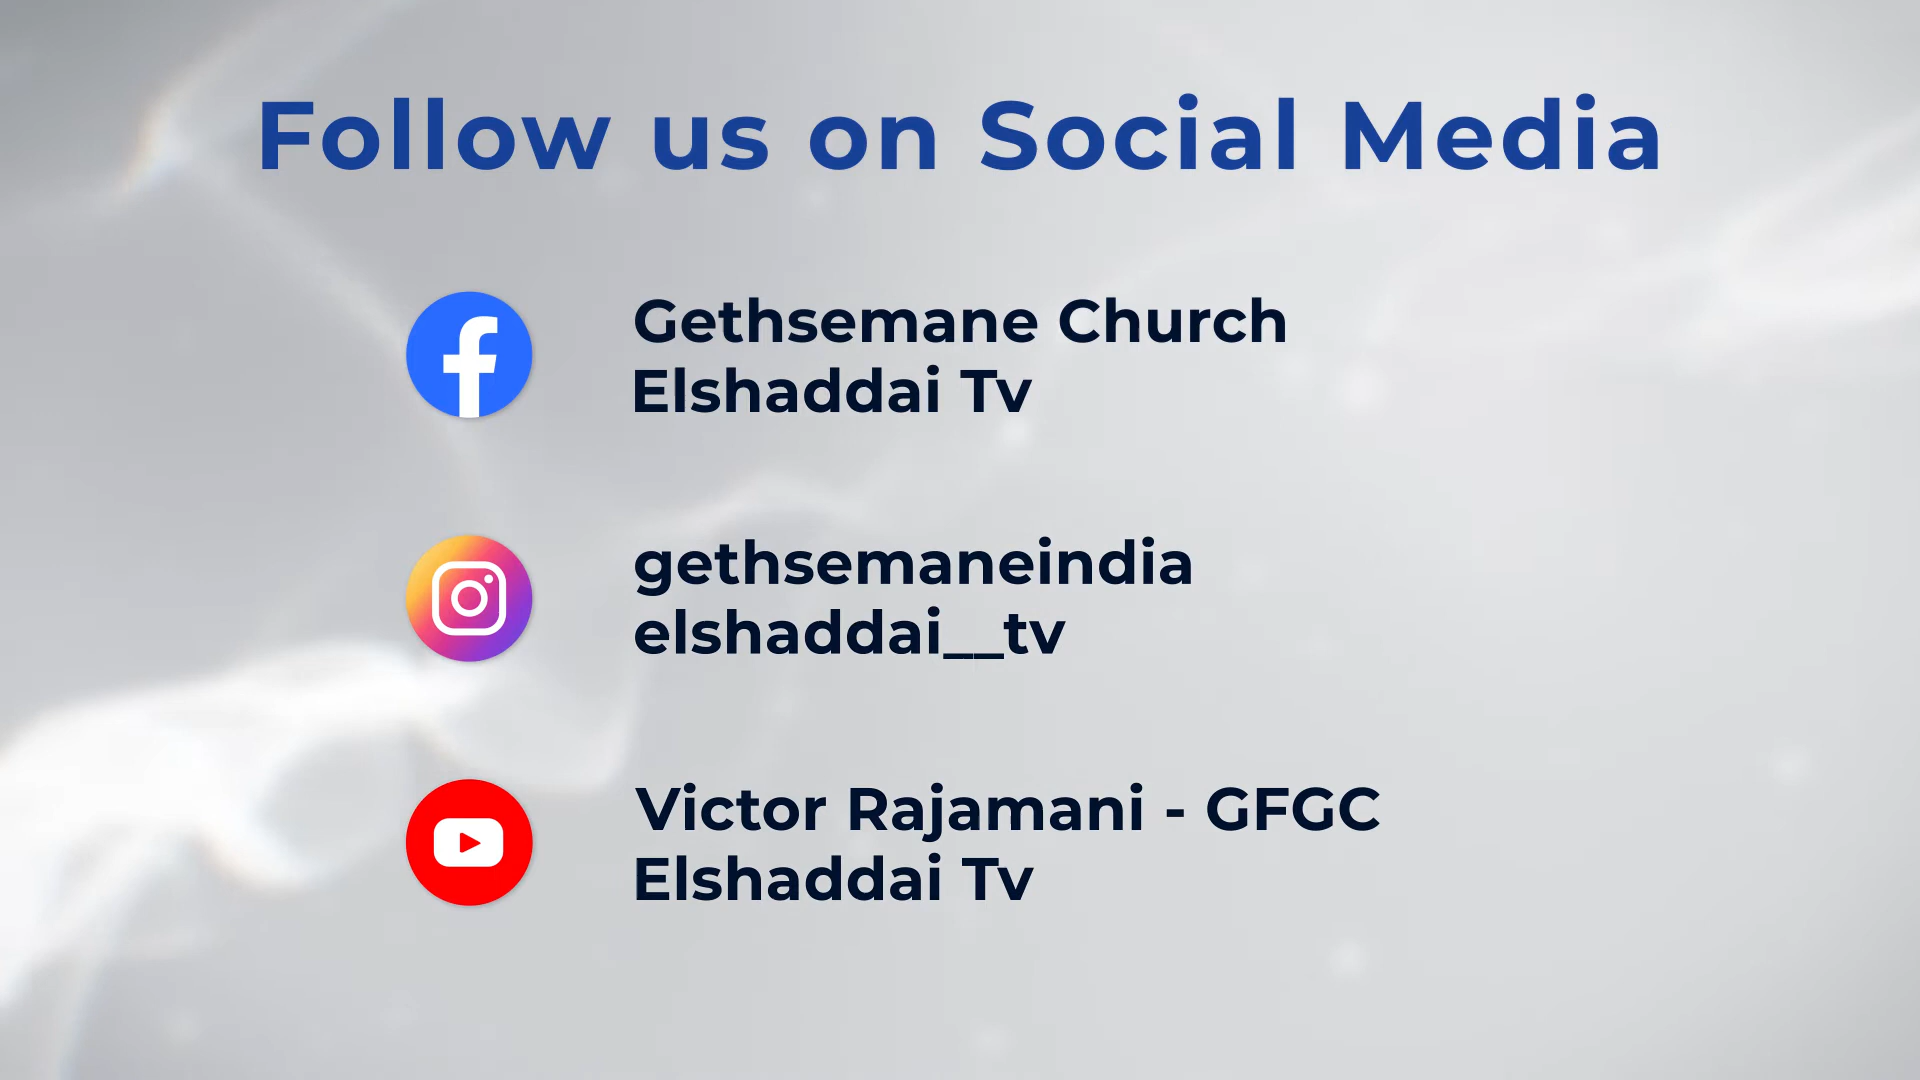 Follow us on Social Media
Gethsemane Church
Elshaddai Tv
gethsemaneindia
elshaddai__tv
Victor Rajamani - GFGC
Elshaddai Tv